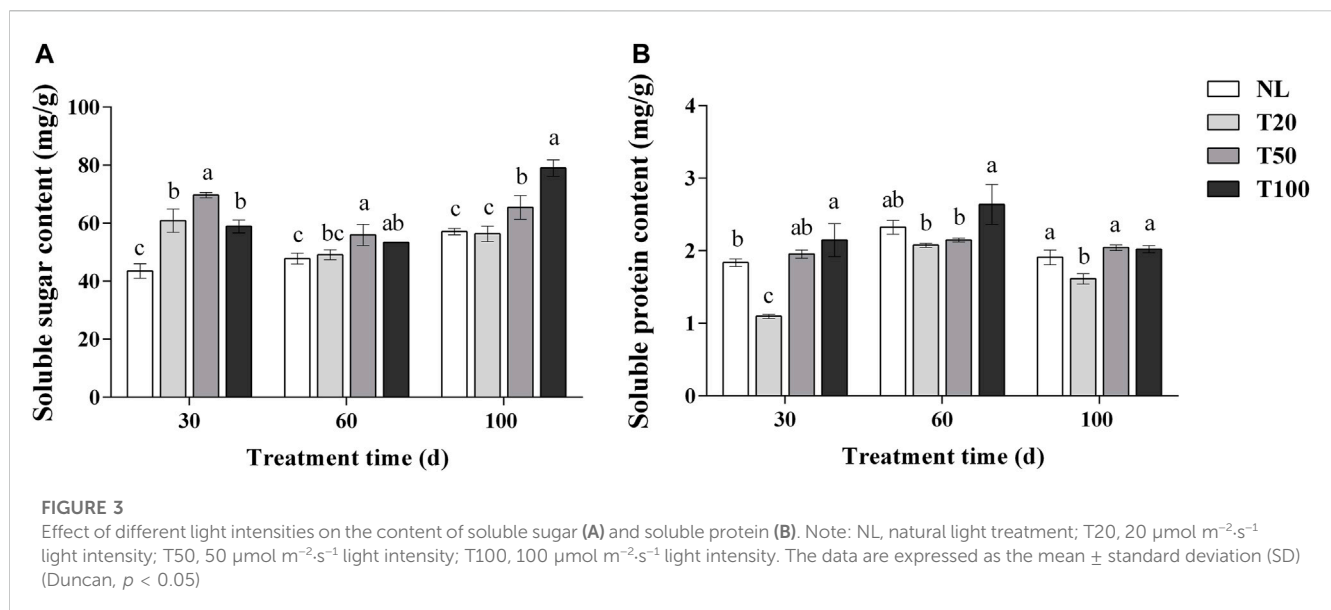 A
Soluble sugar content (mg/g)
100
80
60
40
20
0
c
b
a
b
c
bc
a
ab
c
c
b
a
30
60
100
Treatment time (d)
B
Soluble protein content (mg/g)
4
3
2
1
0
b
c
ab
a
ab
b
b
a
a
b
a
a
30
60
100
Treatment time (d)
NL
T20
T50
T100
FIGURE 3
Effect of different light intensities on the content of soluble sugar (A) and soluble protein (B). Note: NL, natural light treatment; T20, 20 μmol m⁻²·s⁻¹
light intensity; T50, 50 μmol m⁻²·s⁻¹ light intensity; T100, 100 μmol m⁻²·s⁻¹ light intensity. The data are expressed as the mean ± standard deviation (SD)
(Duncan, p < 0.05)